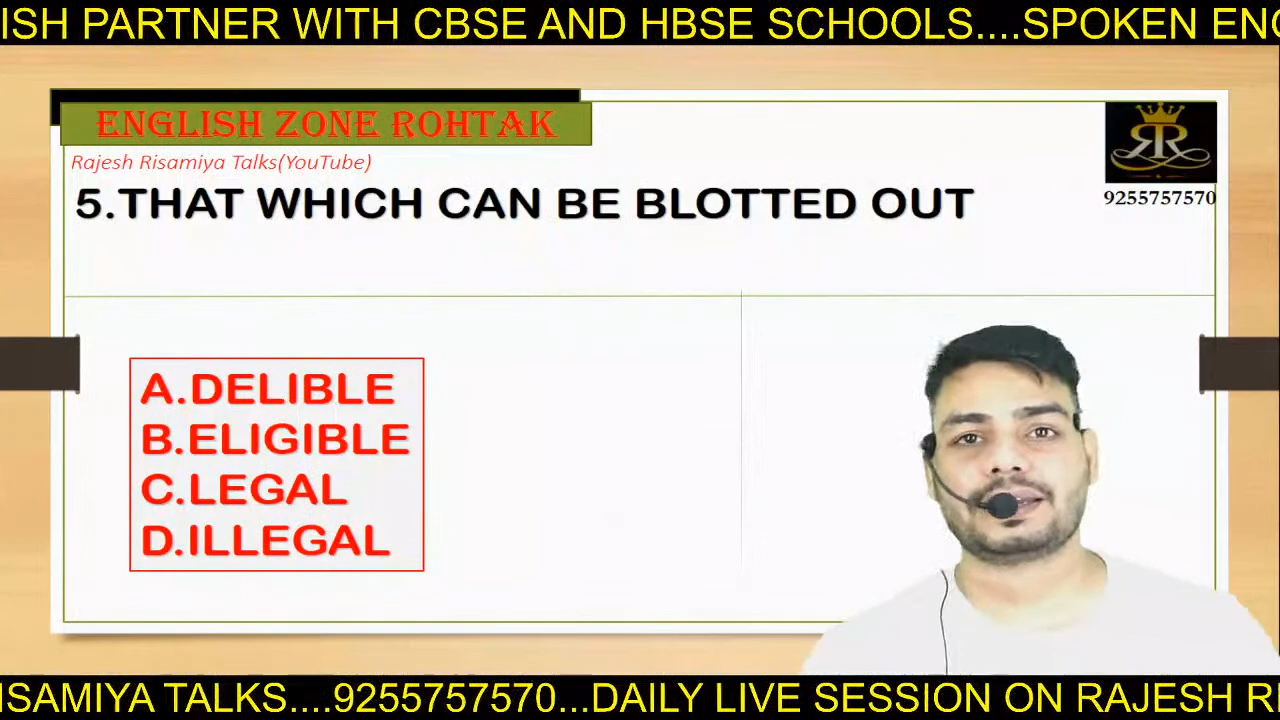 ISH PARTNER WITH CBSE AND HBSE SCHOOLS....SPOKEN ENG
ENGLISH ZONE ROHTAK
Rajesh Risamiya Talks(YouTube)
RR
9255757570
5.THAT WHICH CAN BE BLOTTED OUT
A.DELIBLE
B.ELIGIBLE
C.LEGAL
D.ILLEGAL
ISAMIYA TALKS....9255757570...DAILY LIVE SESSION ON RAJESH RI